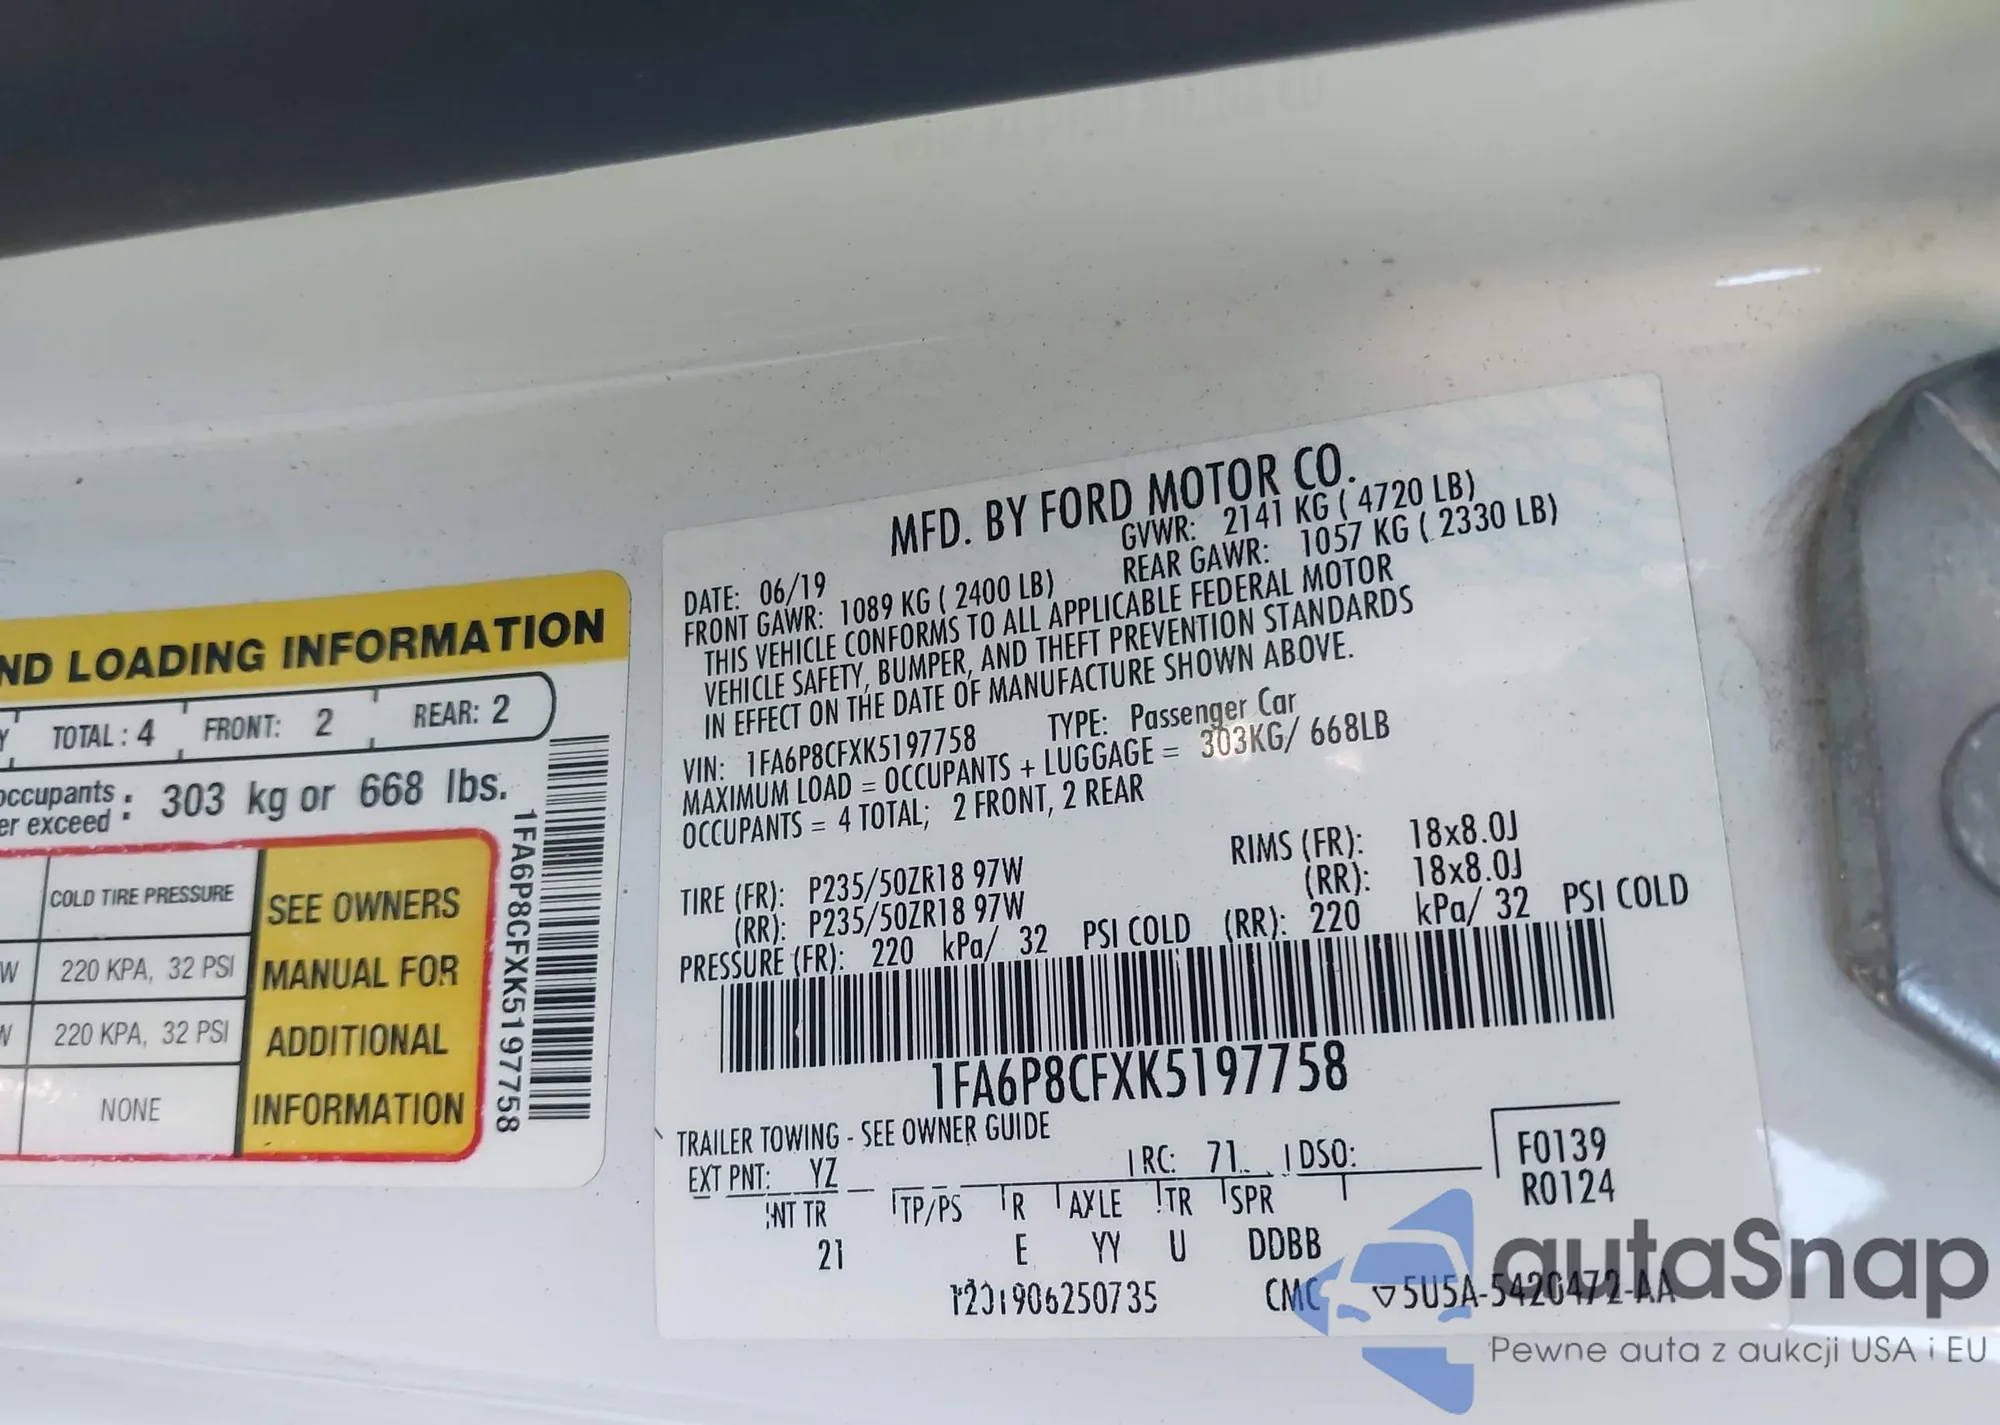 ND LOADING INFORMATION
Y TOTAL: 4 FRONT: 2 REAR: 2
occupants
er exceed : 303 kg or 668 lbs.
COLD TIRE PRESSURE
W 220 KPA, 32 PSI
W 220 KPA, 32 PSI
NONE
SEE OWNERS
MANUAL FOR
ADDITIONAL
INFORMATION
1FA6P8CFXK5197758
MFD. BY FORD MOTOR CO.
DATE: 06/19 GVWR: 2141 KG ( 4720 LB)
FRONT GAWR: 1089 KG ( 2400 LB) REAR GAWR: 1057 KG ( 2330 LB)
THIS VEHICLE CONFORMS TO ALL APPLICABLE FEDERAL MOTOR
VEHICLE SAFETY, BUMPER, AND THEFT PREVENTION STANDARDS
IN EFFECT ON THE DATE OF MANUFACTURE SHOWN ABOVE.
VIN: 1FA6P8CFXK5197758 TYPE: Passenger Car
MAXIMUM LOAD = OCCUPANTS + LUGGAGE = 303KG/ 668LB
OCCUPANTS = 4 TOTAL; 2 FRONT, 2 REAR
TIRE (FR): P235/50ZR18 97W RIMS (FR): 18x8.0J
(RR): P235/50ZR18 97W (RR): 18x8.0J
PRESSURE (FR): 220 kPa/ 32 PSI COLD (RR): 220 kPa/ 32 PSI COLD
1FA6P8CFXK5197758
TRAILER TOWING - SEE OWNER GUIDE
EXT PNT: YZ RC: 71 DSO: F0139
INT TR TP/PS R AXLE TR SPR R0124
21 E YY U DDBB
CMC ▽5U5A-5420472-AA
autaSnap
Pewne auta z aukcji USA i EU